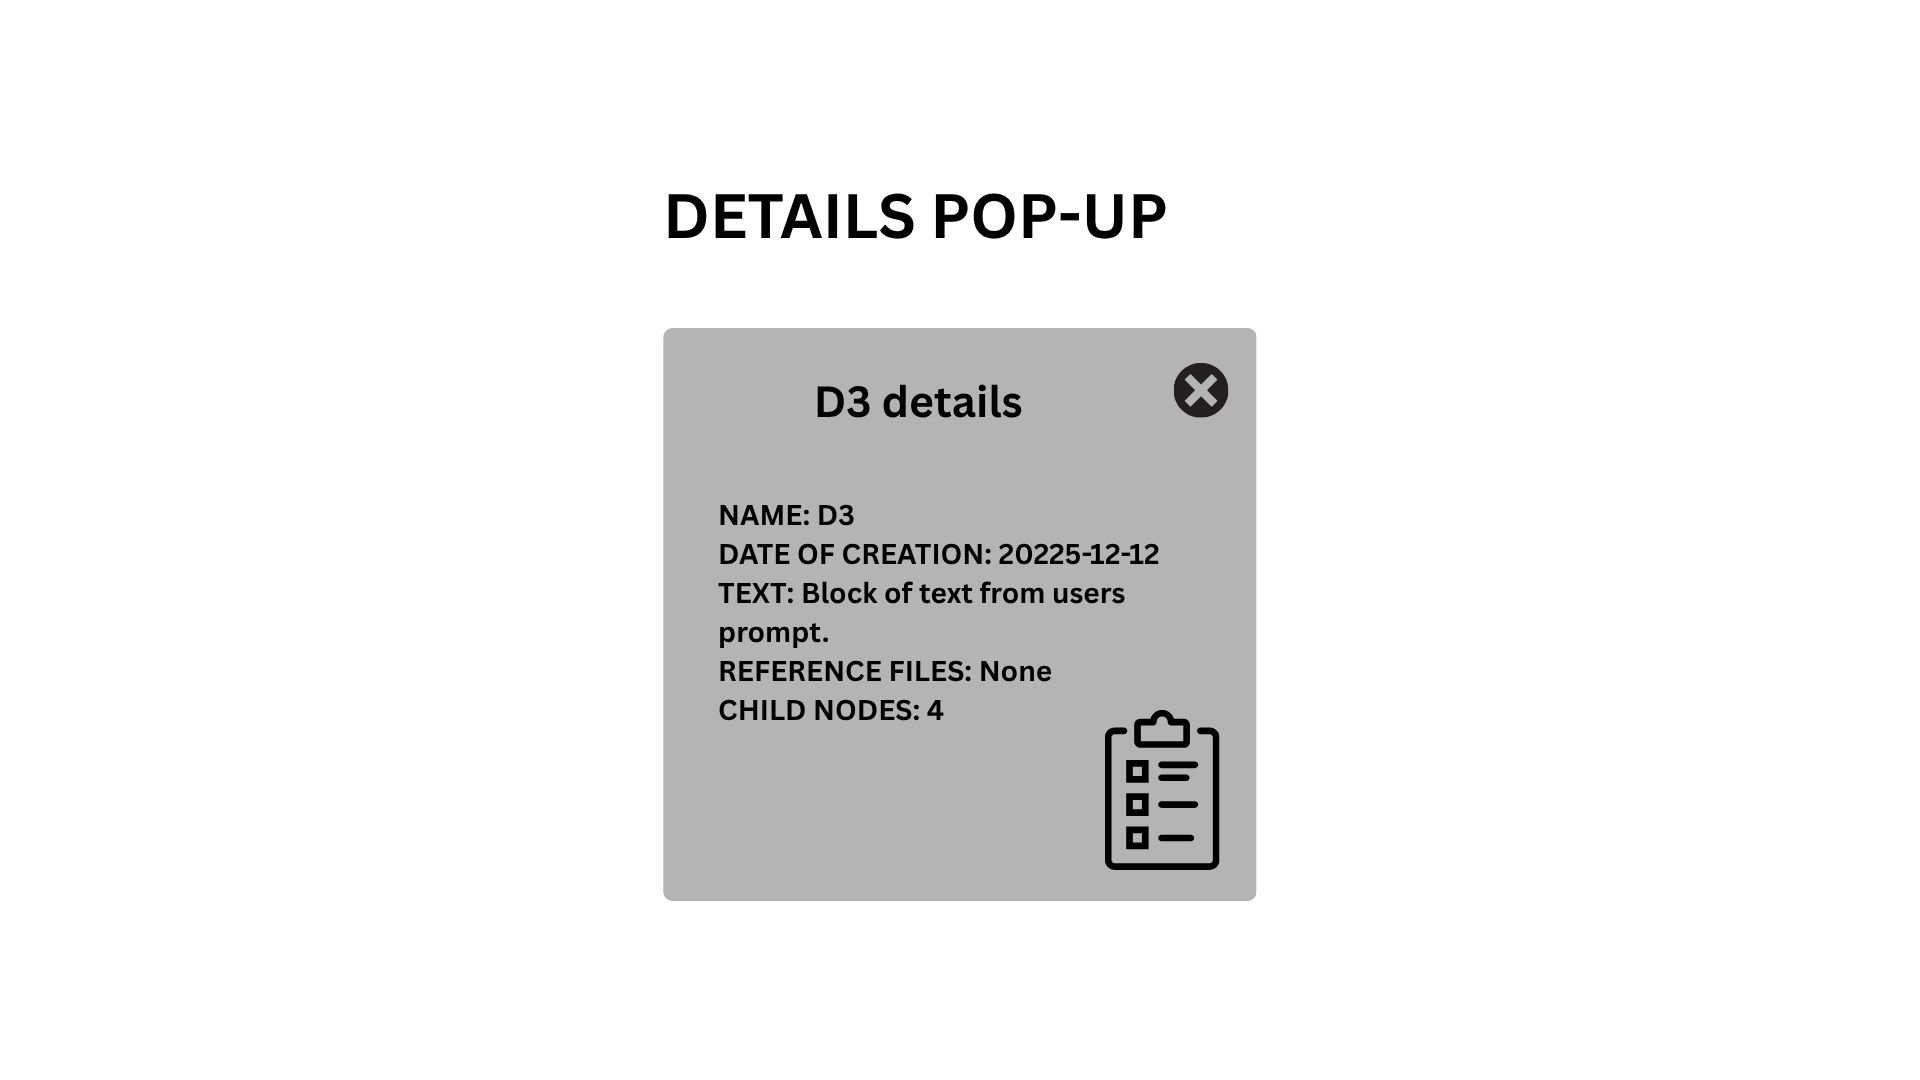 DETAILS POP-UP
D3 details
NAME: D3
DATE OF CREATION: 20225-12-12
TEXT: Block of text from users
prompt.
REFERENCE FILES: None
CHILD NODES: 4